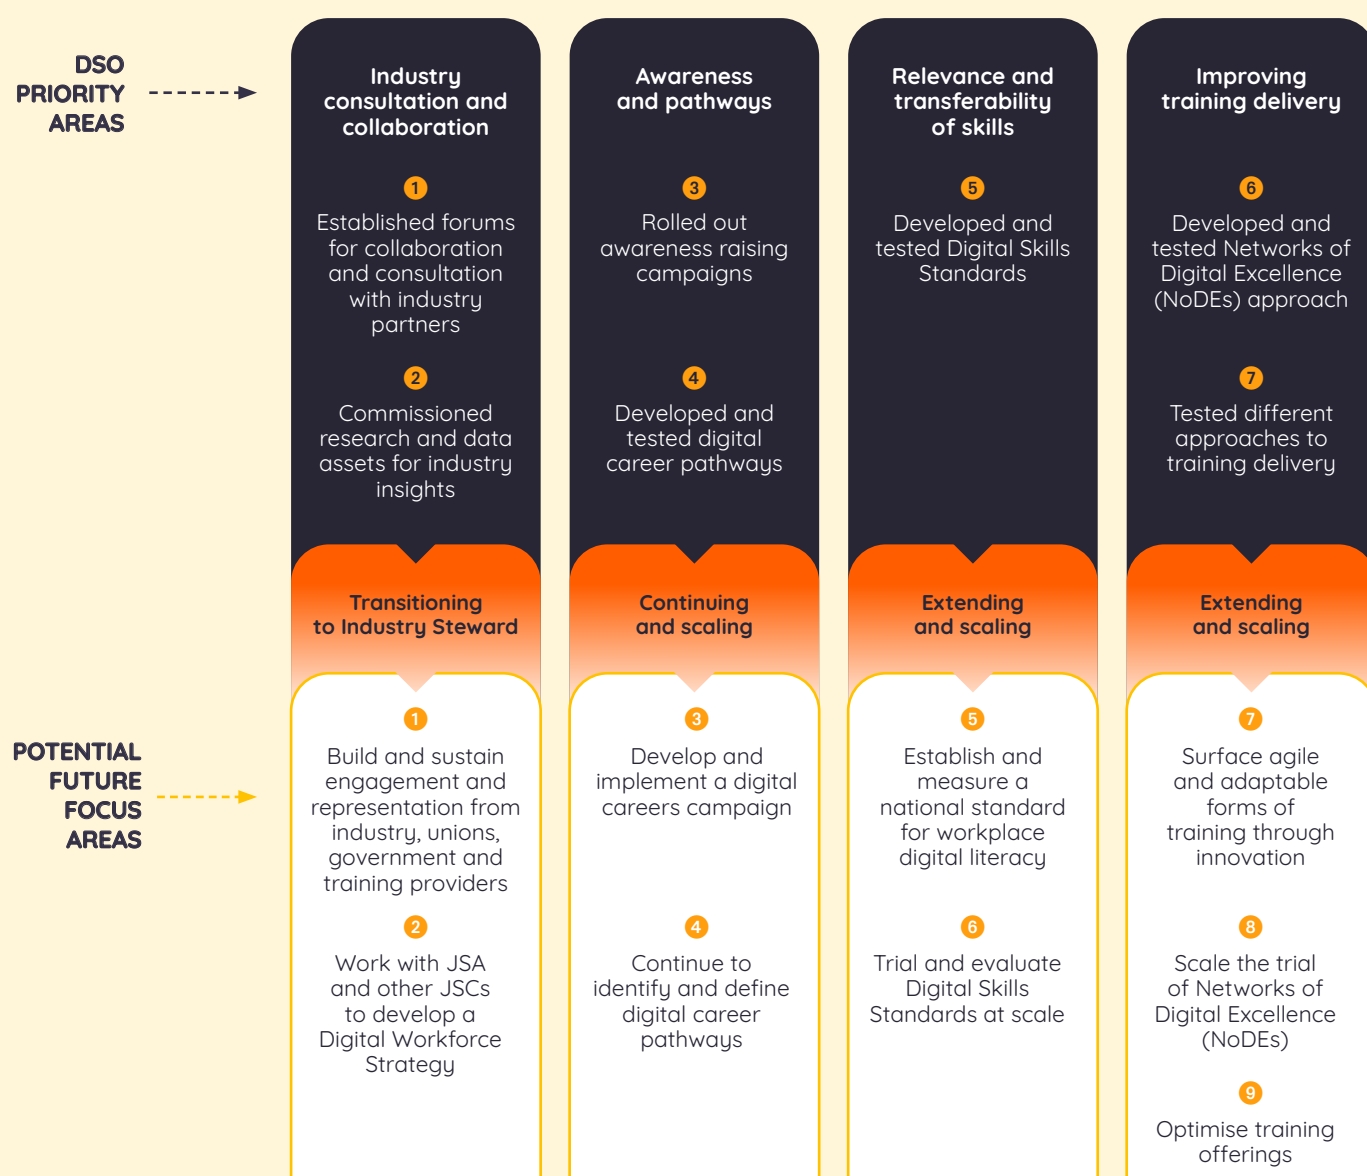 DSO
PRIORITY
AREAS
Industry
consultation and
collaboration
1
Established forums
for collaboration
and consultation
with industry
partners
2
Commissioned
research and data
assets for industry
insights
Transitioning
to Industry Steward
Awareness
and pathways
3
Rolled out
awareness raising
campaigns
4
Developed and
tested digital
career pathways
Continuing
and scaling
Relevance and
transferability
of skills
5
Developed and
tested Digital Skills
Standards
Extending
and scaling
Improving
training delivery
6
Developed and
tested Networks of
Digital Excellence
(NoDEs) approach
7
Tested different
approaches to
training delivery
Extending
and scaling
POTENTIAL
FUTURE
FOCUS
AREAS
1
Build and sustain
engagement and
representation from
industry, unions,
government and
training providers
2
Work with JSA
and other JSCs
to develop a
Digital Workforce
Strategy
3
Develop and
implement a digital
careers campaign
4
Continue to
identify and define
digital career
pathways
5
Establish and
measure a
national standard
for workplace
digital literacy
6
Trial and evaluate
Digital Skills
Standards at scale
7
Surface agile
and adaptable
forms of
training through
innovation
8
Scale the trial
of Networks of
Digital Excellence
(NoDEs)
9
Optimise training
offerings